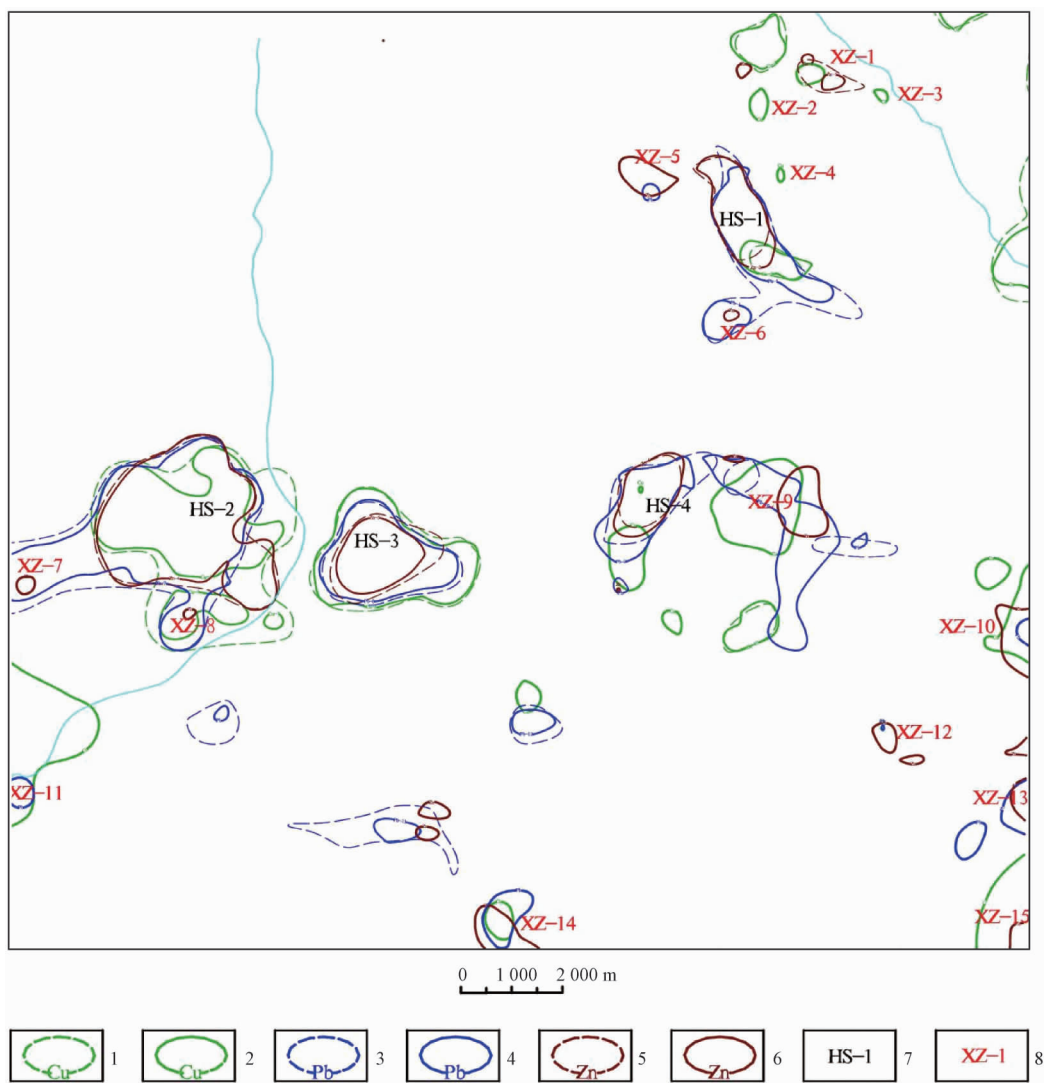 XZ-1
XZ-3
XZ-2
XZ-5
XZ-4
HS-1
XZ-6
HS-2
HS-3
HS-4
XZ-9
XZ-7
XZ-8
XZ-10
XZ-12
XZ-11
XZ-13
XZ-14
XZ-15
0 1 000 2 000 m
Cu 1 Cu 2 Pb 3 Pb 4 Zn 5 Zn 6 HS-1 7 XZ-1 8